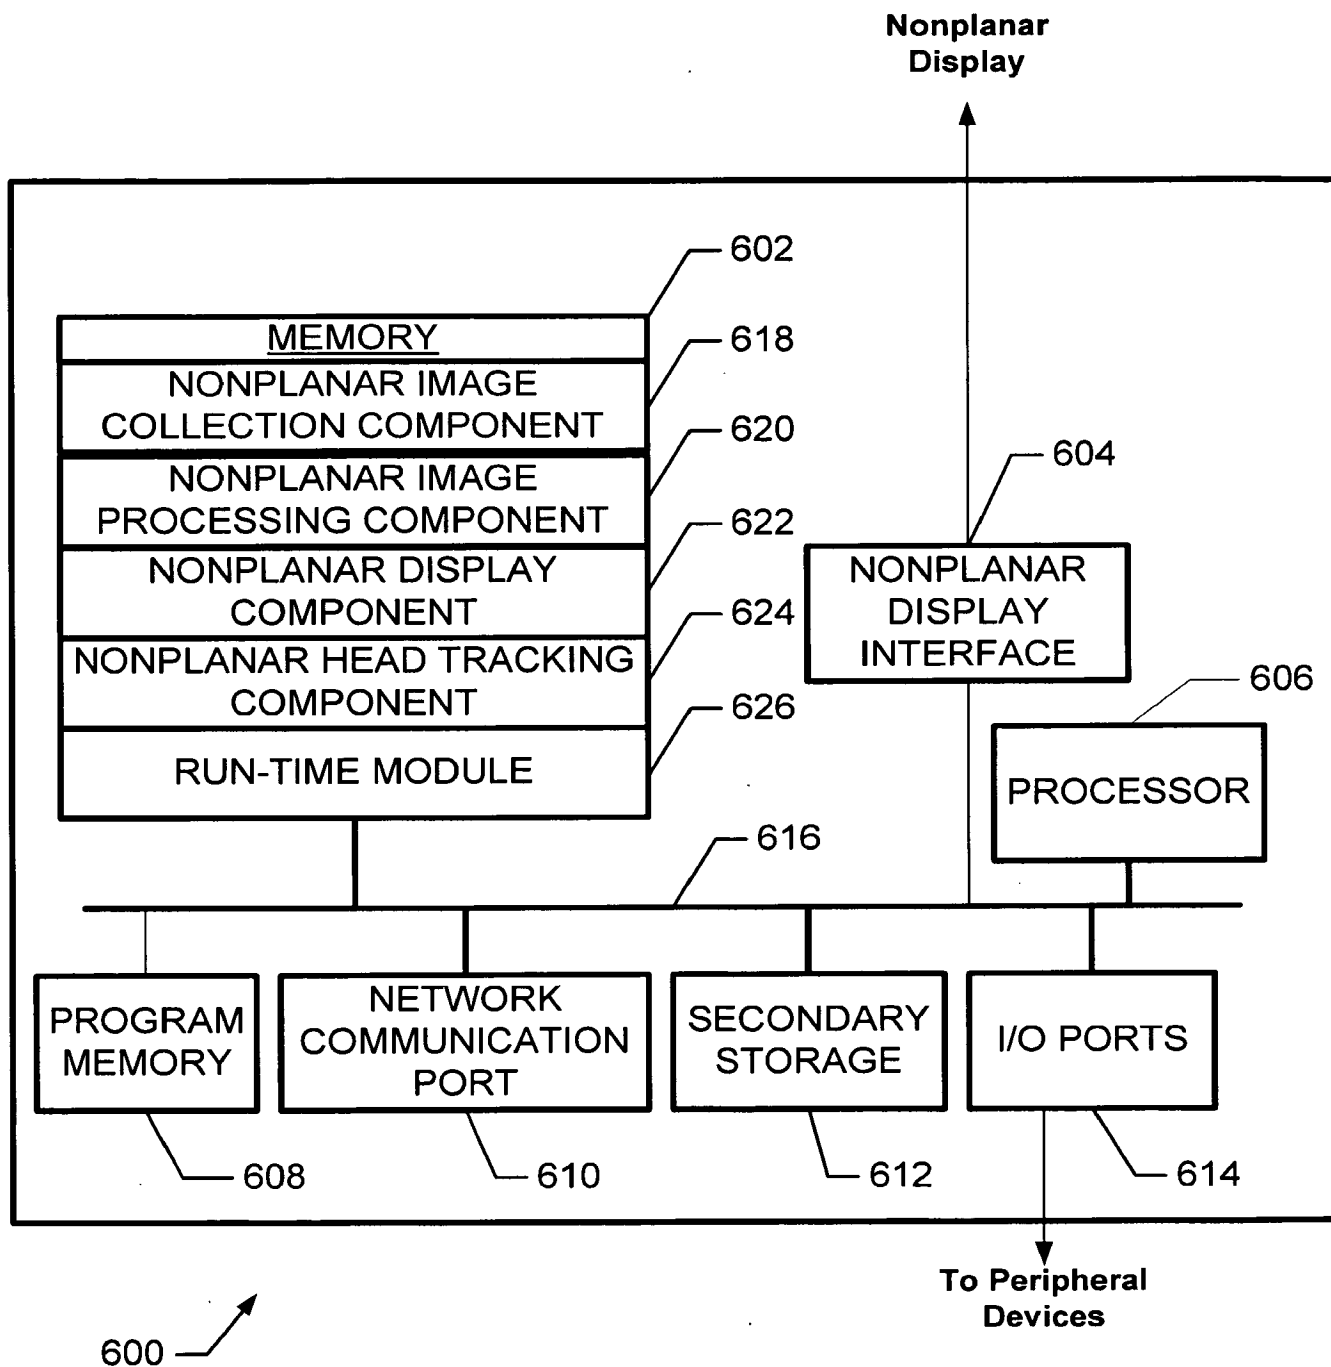 Nonplanar
Display
602
MEMORY
618
NONPLANAR IMAGE
COLLECTION COMPONENT
620
NONPLANAR IMAGE
PROCESSING COMPONENT
622
NONPLANAR DISPLAY
COMPONENT
624
NONPLANAR HEAD TRACKING
COMPONENT
626
RUN-TIME MODULE
604
NONPLANAR
DISPLAY
INTERFACE
606
PROCESSOR
616
PROGRAM
MEMORY
NETWORK
COMMUNICATION
PORT
SECONDARY
STORAGE
I/O PORTS
608
610
612
614
To Peripheral
Devices
600